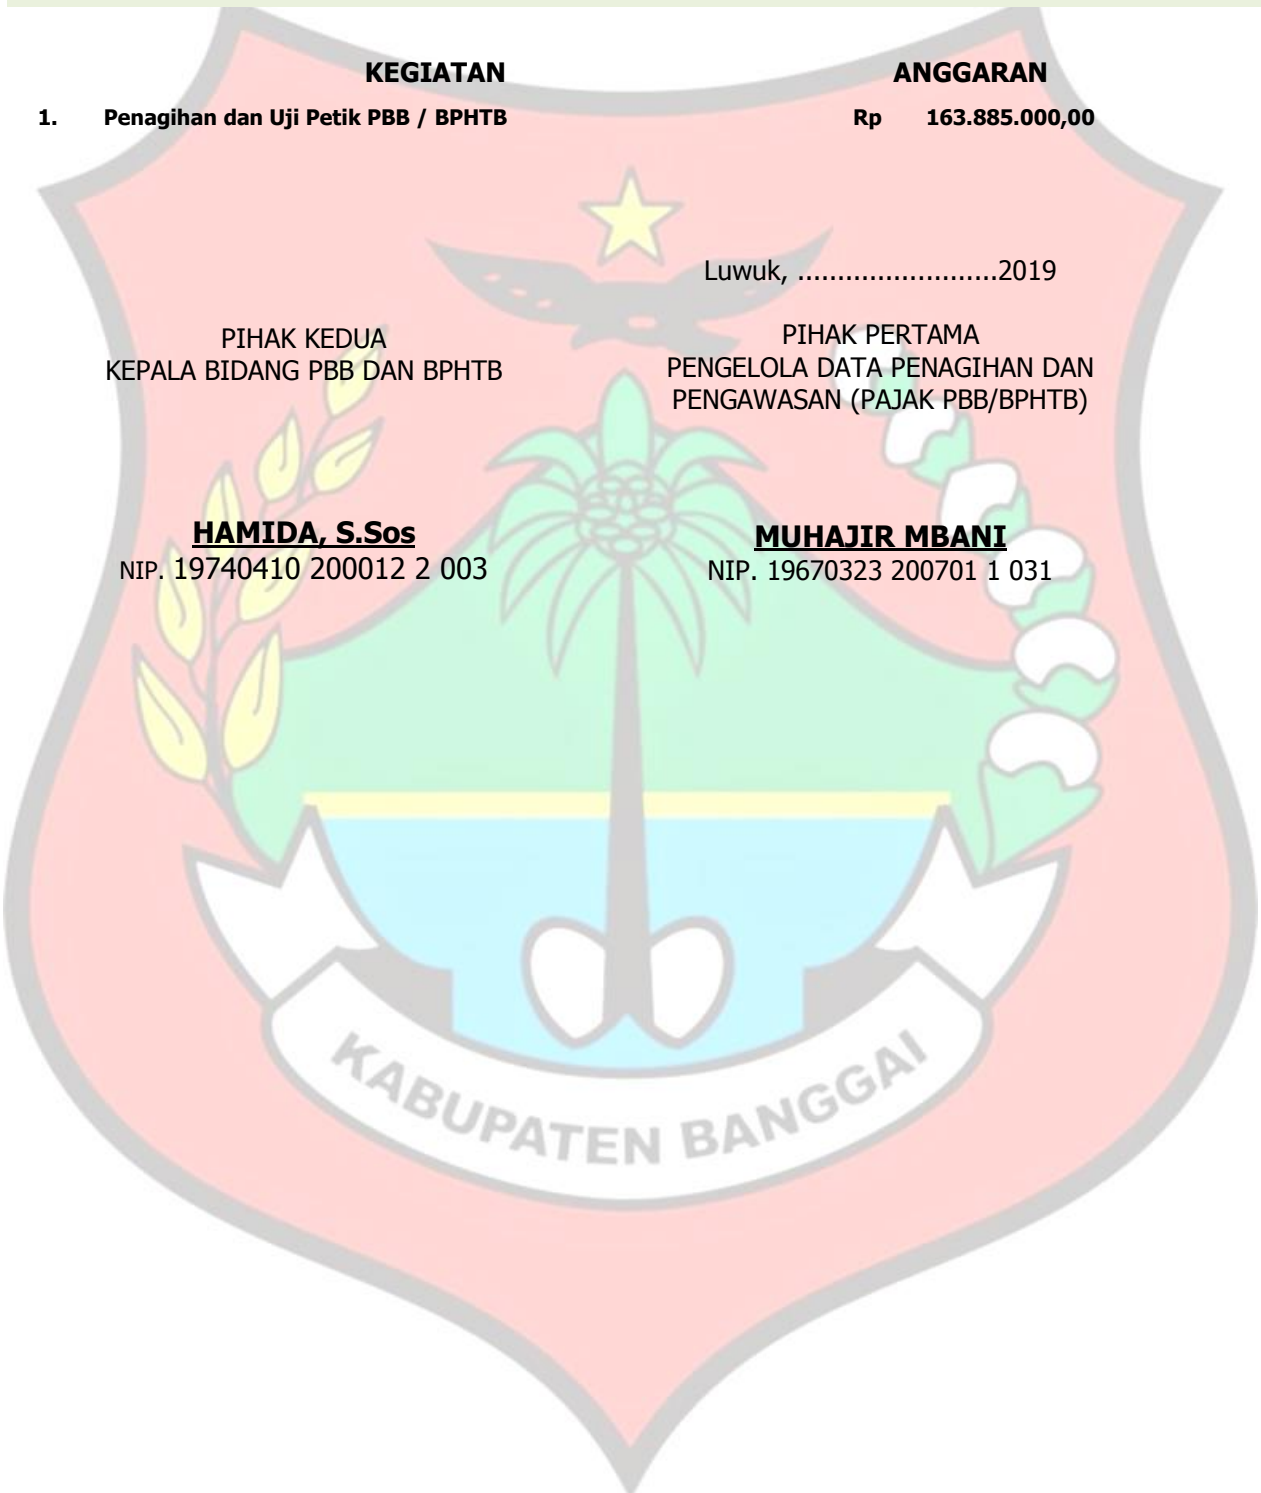 KEGIATAN ANGGARAN
1. Penagihan dan Uji Petik PBB / BPHTB Rp 163.885.000,00
Luwuk, .........................2019
PIHAK KEDUA
KEPALA BIDANG PBB DAN BPHTB
PIHAK PERTAMA
PENGELOLA DATA PENAGIHAN DAN
PENGAWASAN (PAJAK PBB/BPHTB)
HAMIDA, S.Sos
NIP. 19740410 200012 2 003
MUHAJIR MBANI
NIP. 19670323 200701 1 031
KABUPATEN BANGGAI